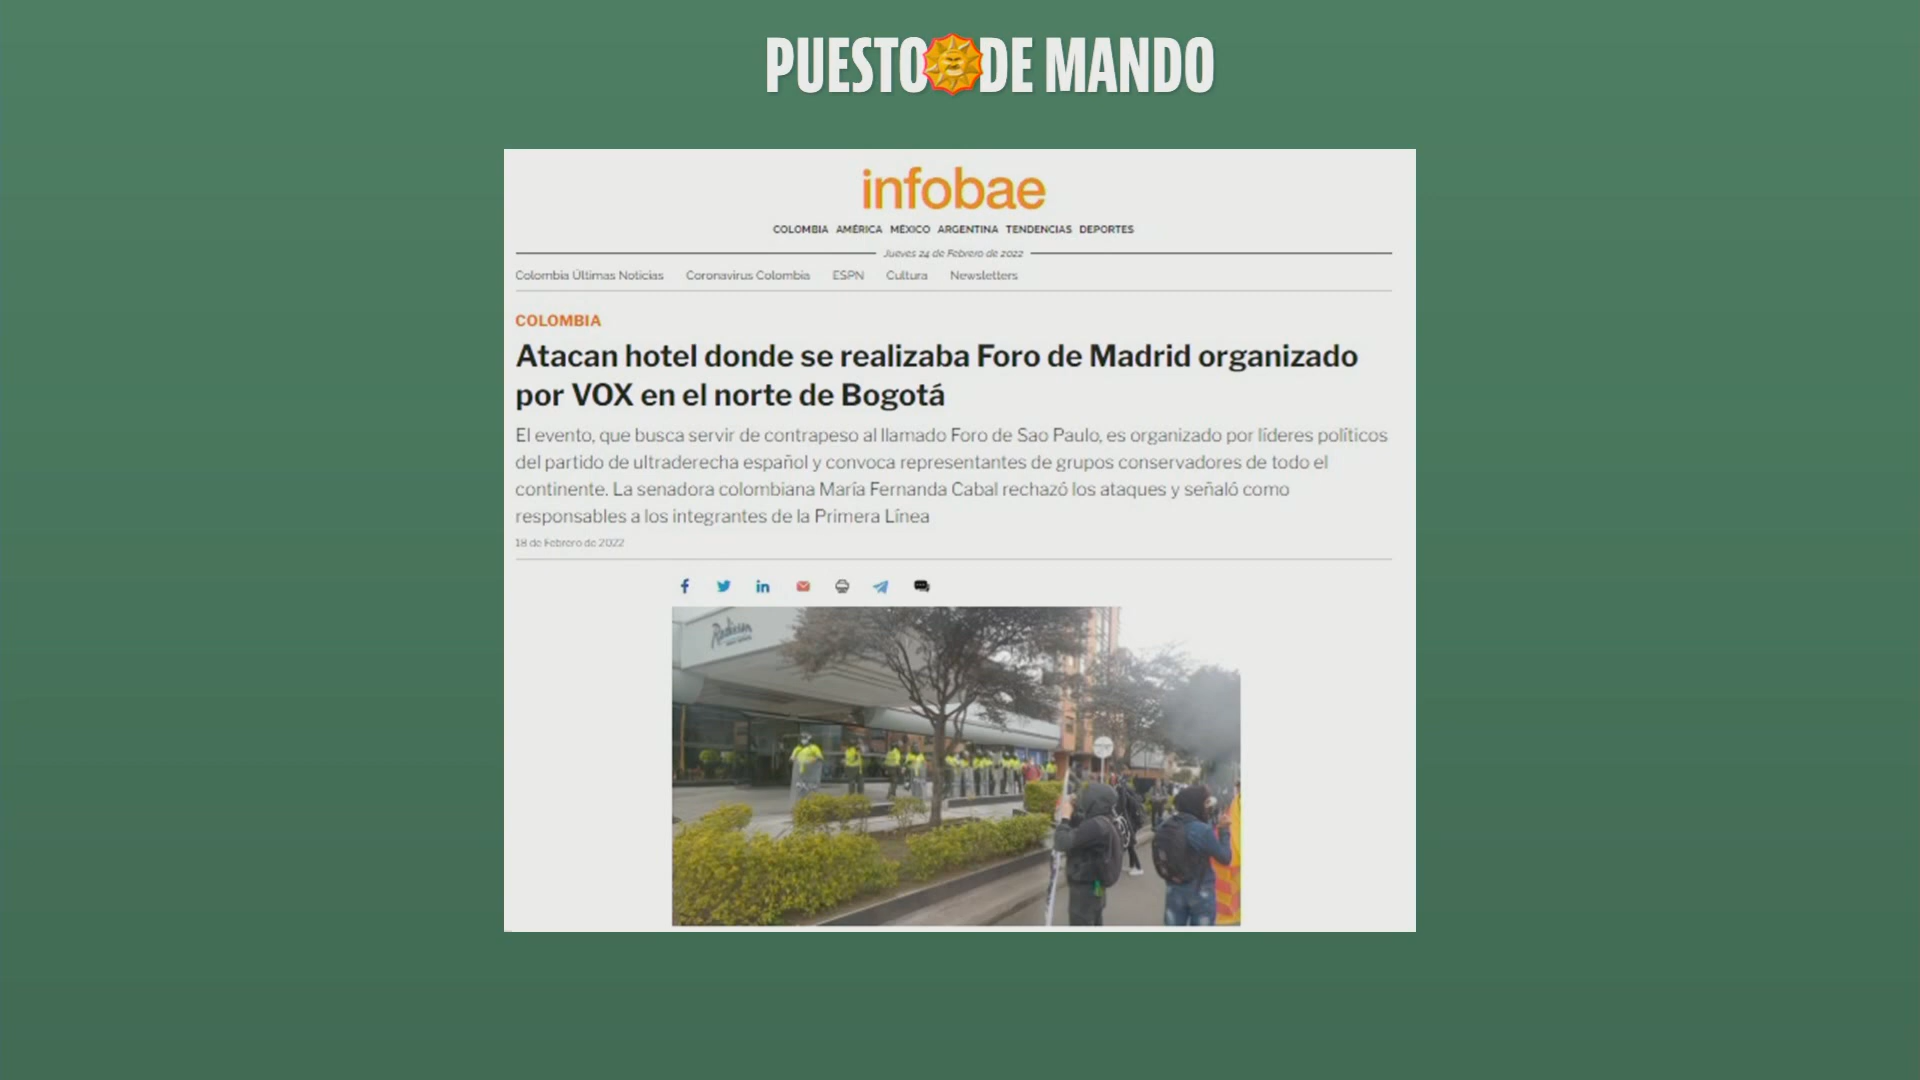 PUESTO DE MANDO
infobae
COLOMBIA AMÉRICA MÉXICO ARGENTINA TENDENCIAS DEPORTES
Jueves 24 de Febrero de 2022
Colombia Últimas Noticias Coronavirus Colombia ESPN Cultura Newsletters
COLOMBIA
Atacan hotel donde se realizaba Foro de Madrid organizado
por VOX en el norte de Bogotá
El evento, que busca servir de contrapeso al llamado Foro de Sao Paulo, es organizado por líderes políticos
del partido de ultraderecha español y convoca representantes de grupos conservadores de todo el
continente. La senadora colombiana María Fernanda Cabal rechazó los ataques y señaló como
responsables a los integrantes de la Primera Línea
18 de Febrero de 2022
Radisson